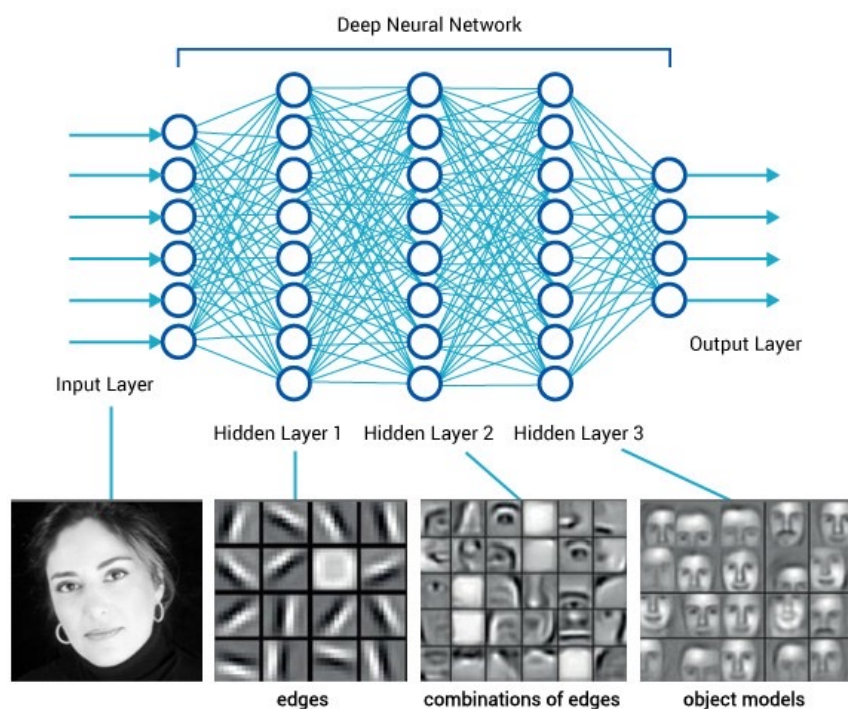 Deep Neural Network
Input Layer
Output Layer
Hidden Layer 1
Hidden Layer 2
Hidden Layer 3
edges
combinations of edges
object models